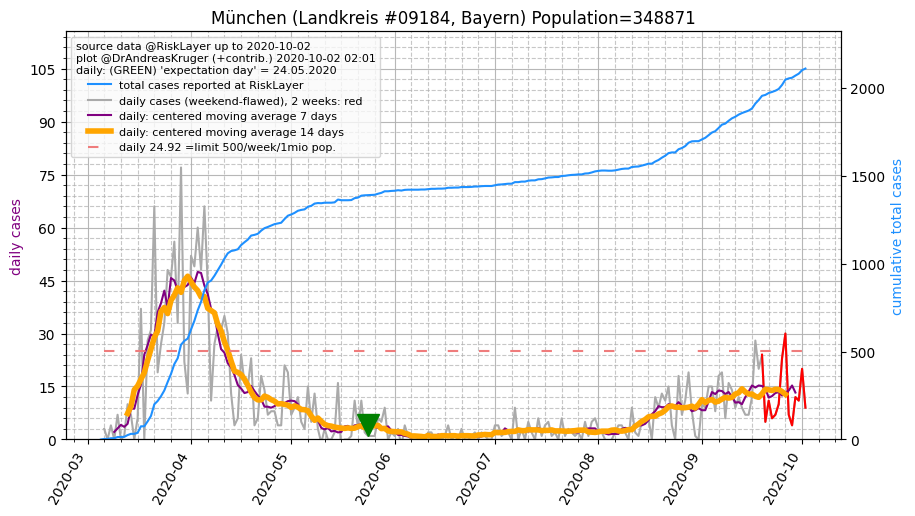 München (Landkreis #09184, Bayern) Population=348871
source data @RiskLayer up to 2020-10-02
plot @DrAndreasKruger (+contrib.) 2020-10-02 02:01
daily: (GREEN) 'expectation day' = 24.05.2020
total cases reported at RiskLayer
daily cases (weekend-flawed), 2 weeks: red
daily: centered moving average 7 days
daily: centered moving average 14 days
daily 24.92 =limit 500/week/1mio pop.
daily cases
105
90
75
60
45
30
15
0
cumulative total cases
2000
1500
1000
500
0
2020-03
2020-04
2020-05
2020-06
2020-07
2020-08
2020-09
2020-10